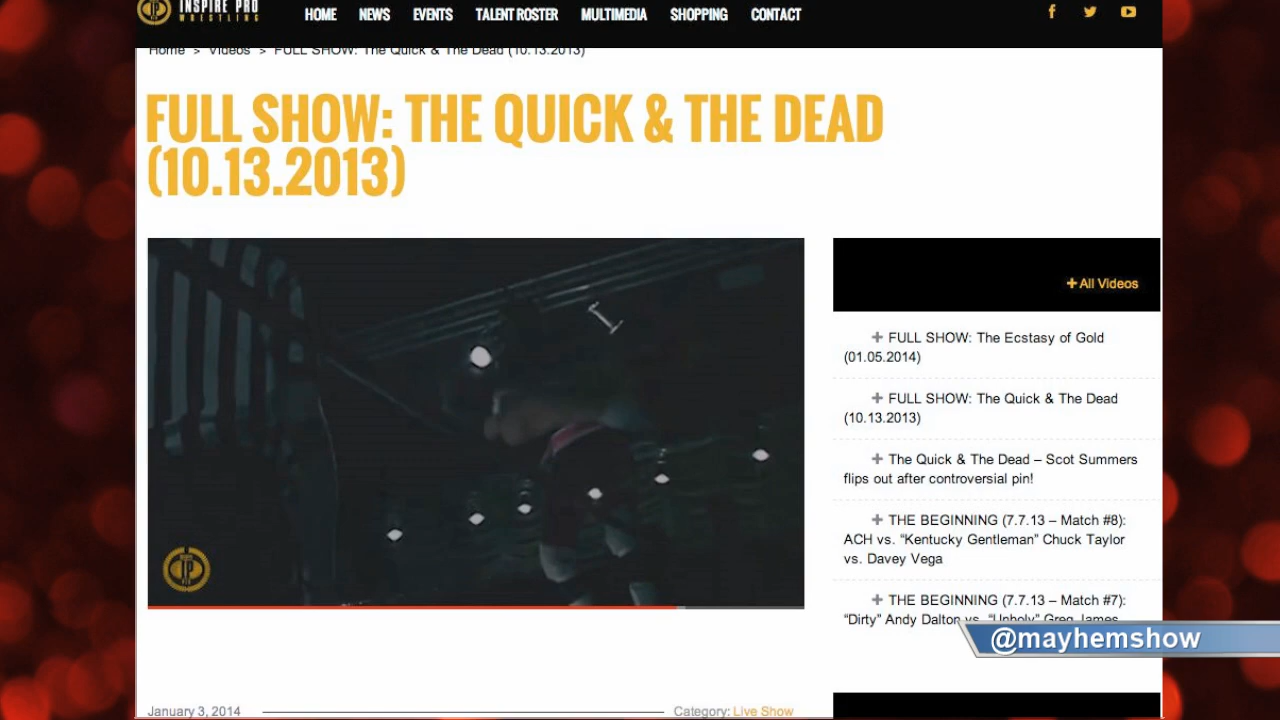 INSPIRE PRO
WRESTLING
HOME NEWS EVENTS TALENT ROSTER MULTIMEDIA SHOPPING CONTACT
Home > Videos > FULL SHOW: The Quick & The Dead (10.13.2013)
FULL SHOW: THE QUICK & THE DEAD
(10.13.2013)
+ All Videos
+ FULL SHOW: The Ecstasy of Gold
(01.05.2014)
+ FULL SHOW: The Quick & The Dead
(10.13.2013)
+ The Quick & The Dead – Scot Summers
flips out after controversial pin!
+ THE BEGINNING (7.7.13 – Match #8):
ACH vs. “Kentucky Gentleman” Chuck Taylor
vs. Davey Vega
+ THE BEGINNING (7.7.13 – Match #7):
“Dirty” Andy Dalton vs. “Unholy” Greg James
@mayhemshow
IP
January 3, 2014
Category: Live Show